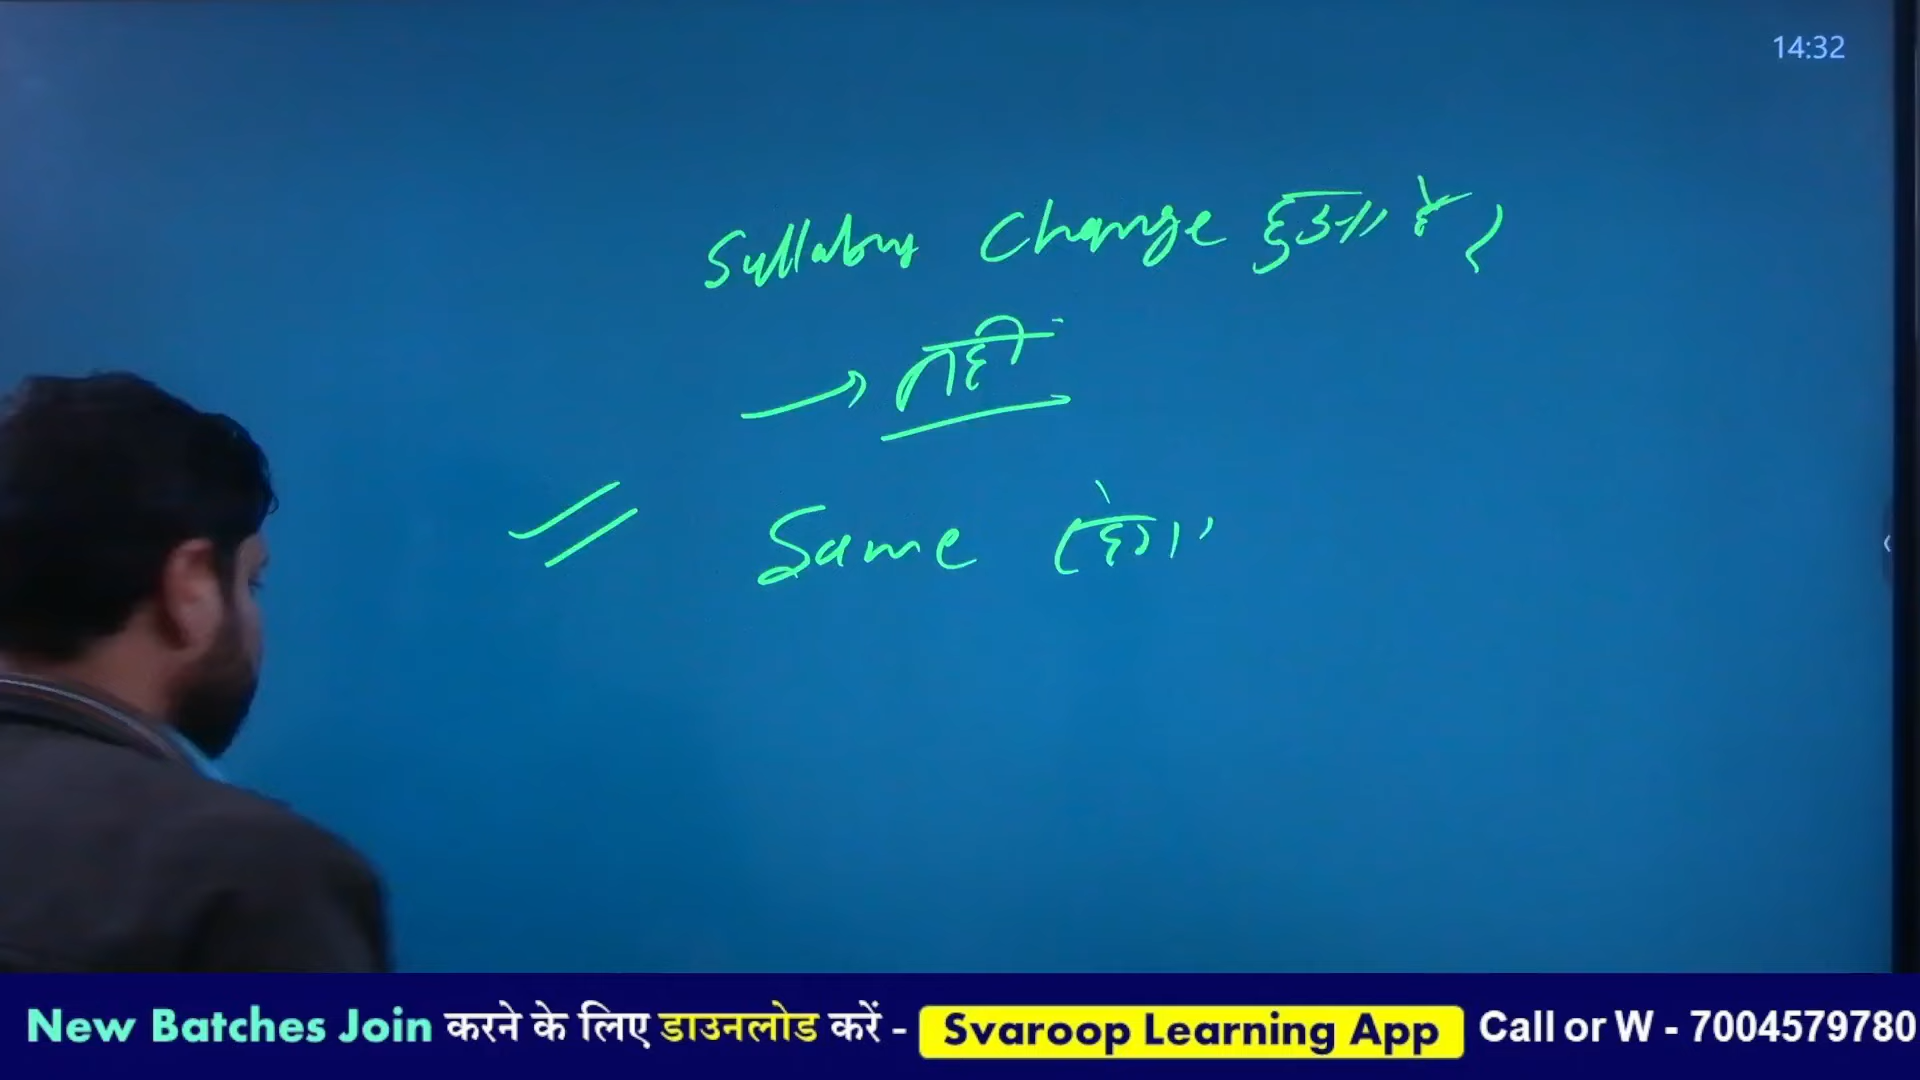 14:32
Syllabus Change हुआ है?
→ नहीं
Same
New Batches Join करने के लिए डाउनलोड करें - Svaroop Learning App Call or W - 7004579780